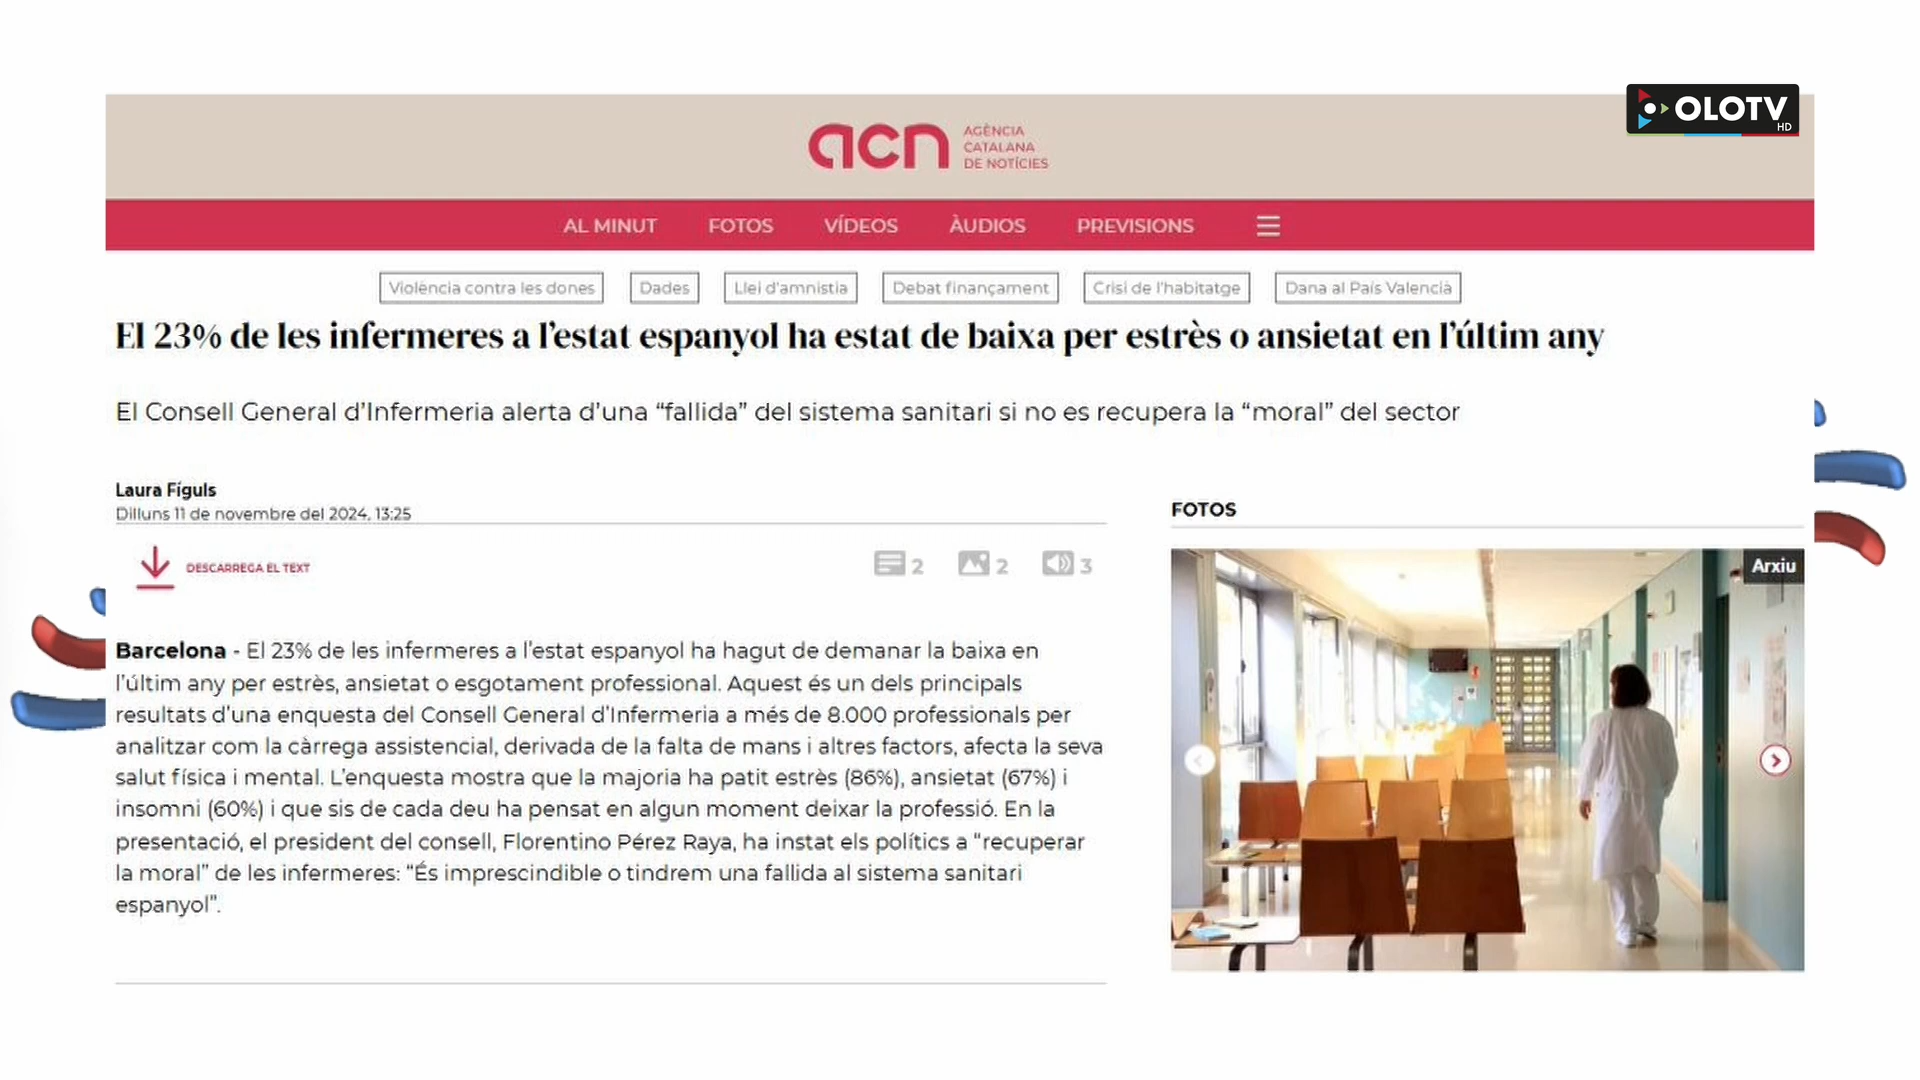 OLOTV
HD
acn
AGÈNCIA
CATALANA
DE NOTÍCIES
AL MINUT
FOTOS
VÍDEOS
ÀUDIOS
PREVISIONS
Violència contra les dones
Dades
Llei d'amnistia
Debat finançament
Crisi de l'habitatge
Dana al País Valencià
El 23% de les infermeres a l’estat espanyol ha estat de baixa per estrès o ansietat en l’últim any
El Consell General d’Infermeria alerta d’una “fallida” del sistema sanitari si no es recupera la “moral” del sector
Laura Fíguls
Dilluns 11 de novembre del 2024, 13:25
DESCARREGA EL TEXT
2
2
3
Barcelona - El 23% de les infermeres a l’estat espanyol ha hagut de demanar la baixa en
l’últim any per estrès, ansietat o esgotament professional. Aquest és un dels principals
resultats d’una enquesta del Consell General d’Infermeria a més de 8.000 professionals per
analitzar com la càrrega assistencial, derivada de la falta de mans i altres factors, afecta la seva
salut física i mental. L’enquesta mostra que la majoria ha patit estrès (86%), ansietat (67%) i
insomni (60%) i que sis de cada deu ha pensat en algun moment deixar la professió. En la
presentació, el president del consell, Florentino Pérez Raya, ha instat els polítics a “recuperar
la moral” de les infermeres: “És imprescindible o tindrem una fallida al sistema sanitari
espanyol”.
FOTOS
Arxiu